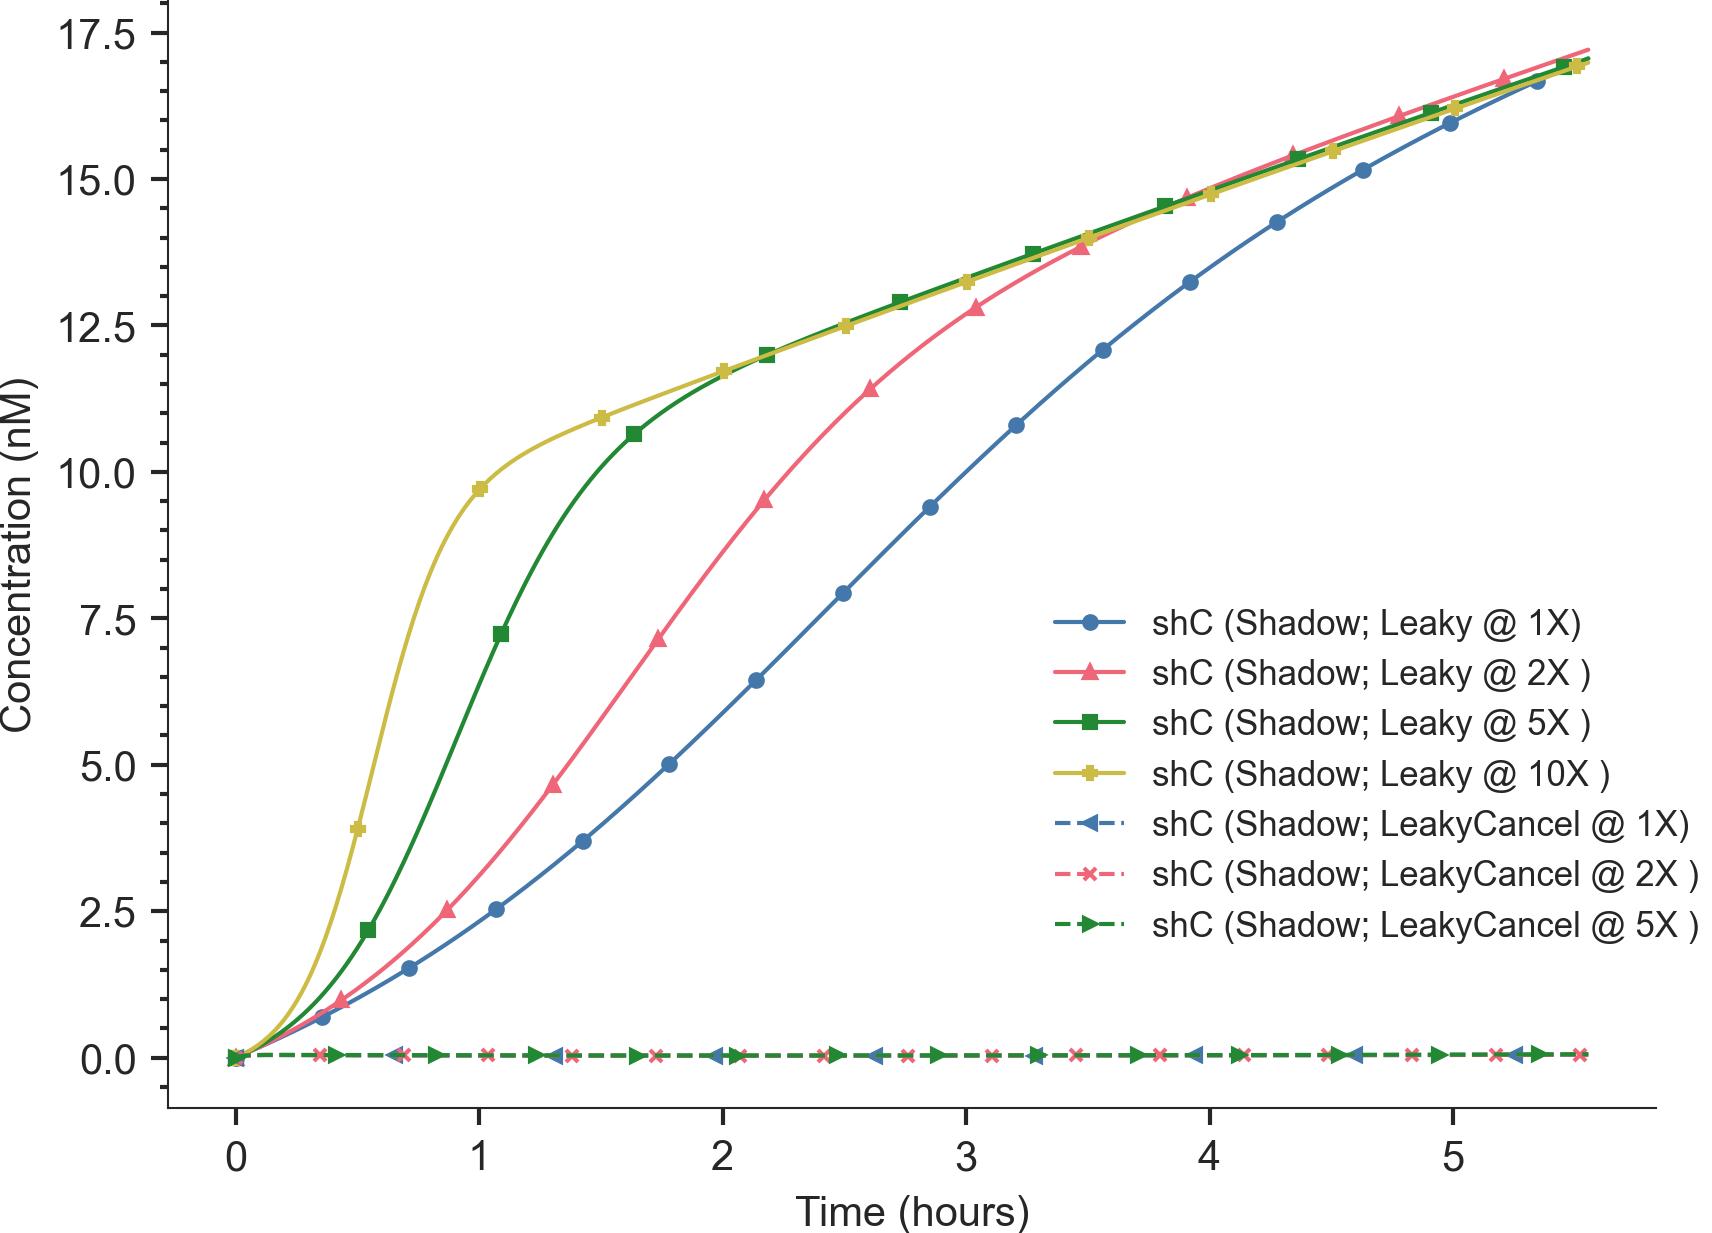 17.5
15.0
12.5
10.0
7.5
5.0
2.5
0.0
Concentration (nM)
shC (Shadow; Leaky @ 1X)
shC (Shadow; Leaky @ 2X )
shC (Shadow; Leaky @ 5X )
shC (Shadow; Leaky @ 10X )
shC (Shadow; LeakyCancel @ 1X)
shC (Shadow; LeakyCancel @ 2X )
shC (Shadow; LeakyCancel @ 5X )
0 1 2 3 4 5
Time (hours)